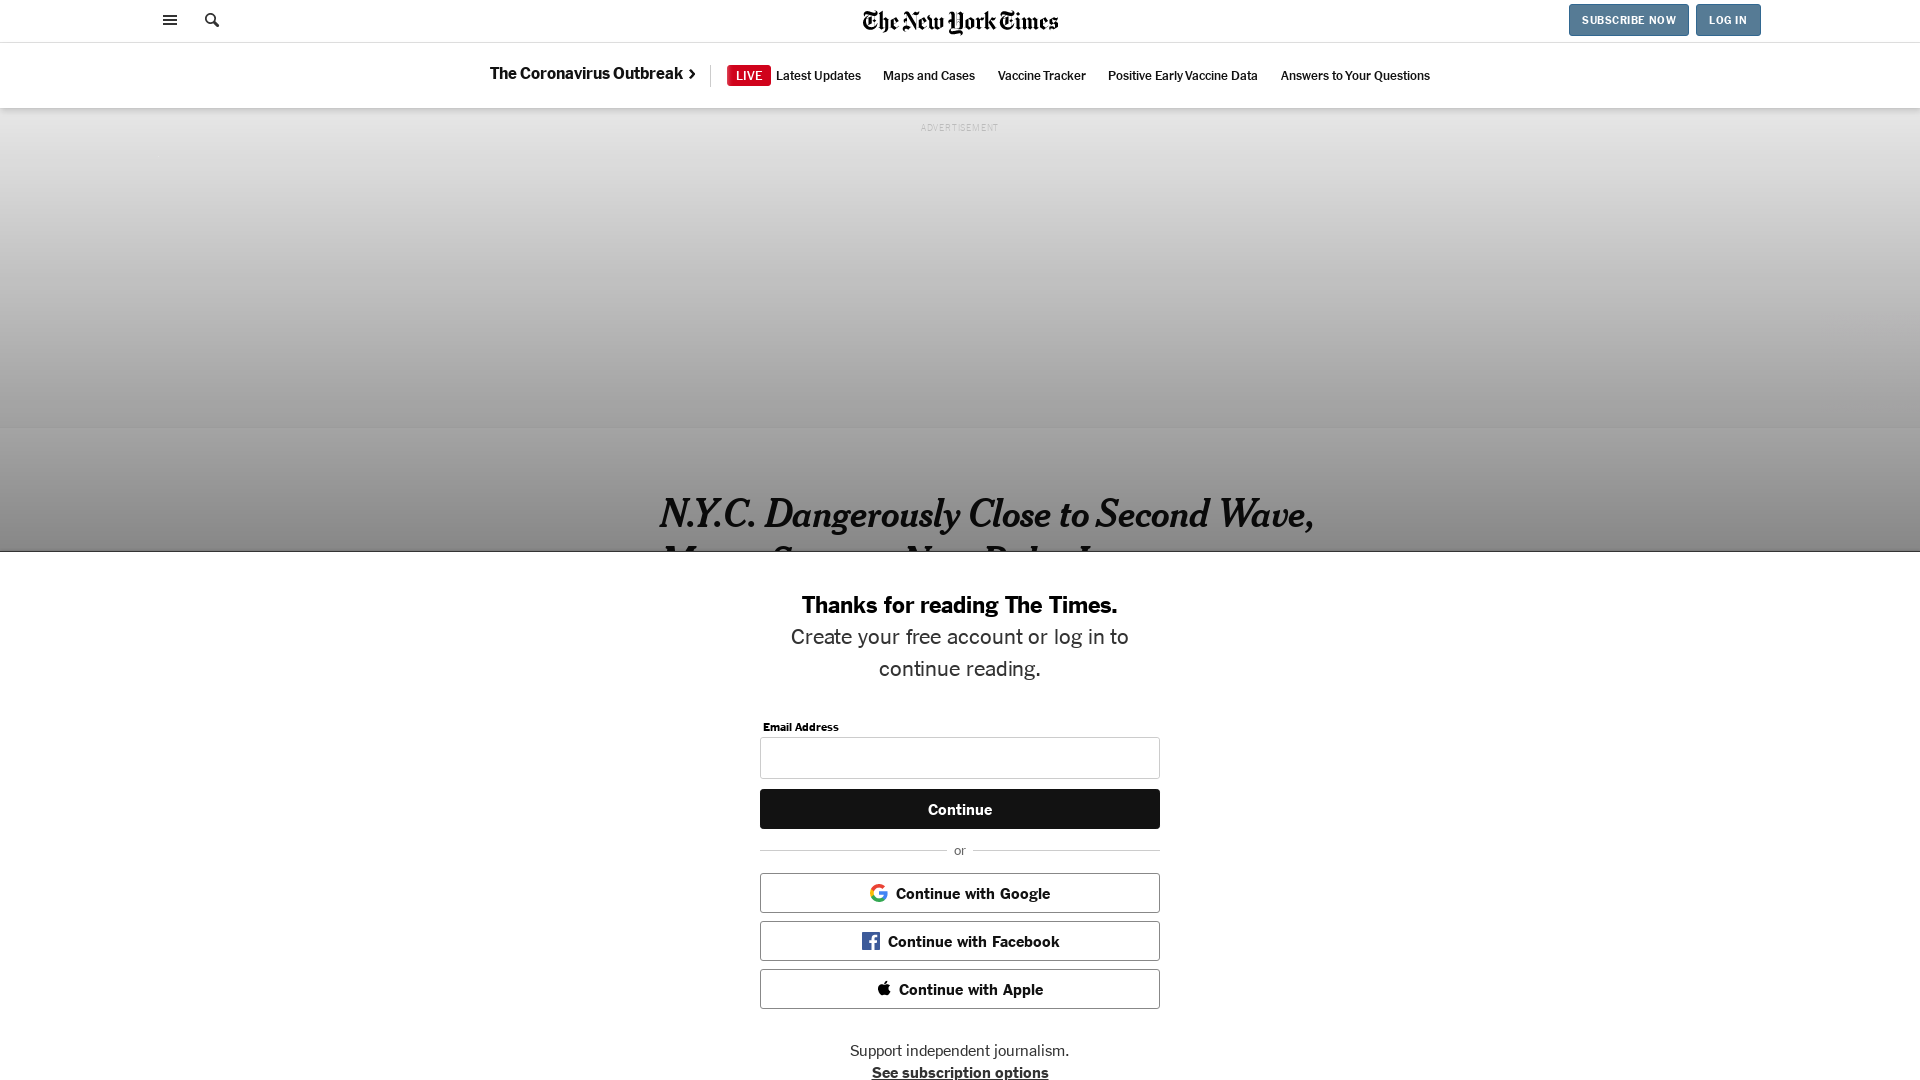 The New York Times
SUBSCRIBE NOW
LOG IN
The Coronavirus Outbreak
LIVE Latest Updates
Maps and Cases
Vaccine Tracker
Positive Early Vaccine Data
Answers to Your Questions
ADVERTISEMENT
N.Y.C. Dangerously Close to Second Wave,
Thanks for reading The Times.
Create your free account or log in to
continue reading.
Email Address
Continue
or
Continue with Google
Continue with Facebook
Continue with Apple
Support independent journalism.
See subscription options